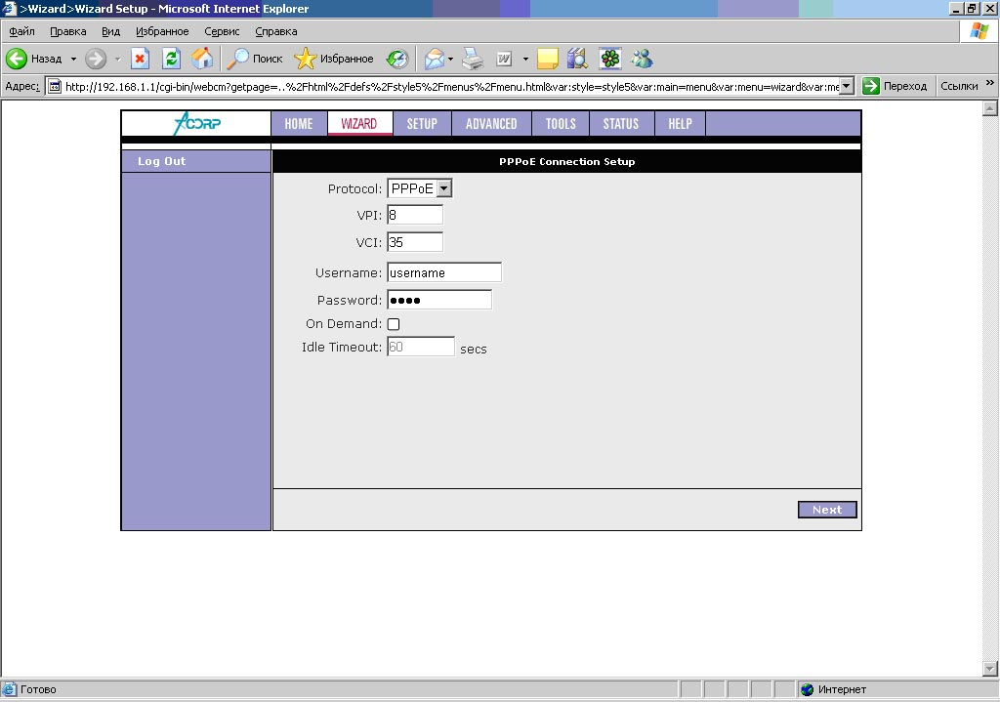 >Wizard>Wizard Setup - Microsoft Internet Explorer
Файл Правка Вид Избранное Сервис Справка
Назад Поиск Избранное W
Адрес: http://192.168.1.1/cgi-bin/webcm?getpage=..%2Fhtml%2Fdefs%2Fstyle5%2Fmenus%2Fmenu.html&var:style=style5&var:main=menu&var:menu=wizard&var:me Переход Ссылки »
ACORP HOME WIZARD SETUP ADVANCED TOOLS STATUS HELP
Log Out
PPPoE Connection Setup
Protocol: PPPoE
VPI: 8
VCI: 35
Username: username
Password: ●●●●
On Demand:
Idle Timeout: 60 secs
Next
Готово Интернет